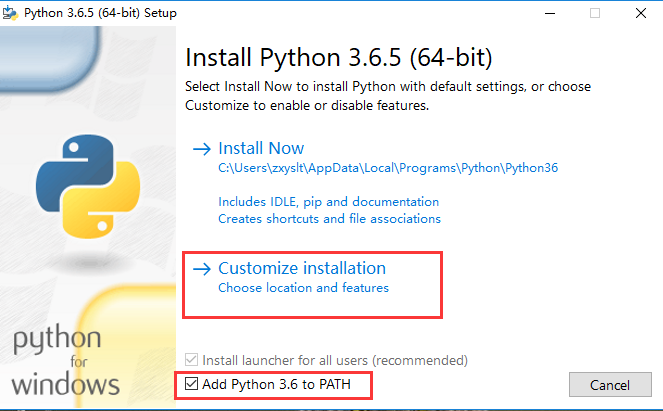 Python 3.6.5 (64-bit) Setup
Install Python 3.6.5 (64-bit)
Select Install Now to install Python with default settings, or choose
Customize to enable or disable features.
Install Now
C:\Users\zxyslt\AppData\Local\Programs\Python\Python36
Includes IDLE, pip and documentation
Creates shortcuts and file associations
Customize installation
Choose location and features
python
for
windows
Install launcher for all users (recommended)
Add Python 3.6 to PATH
Cancel